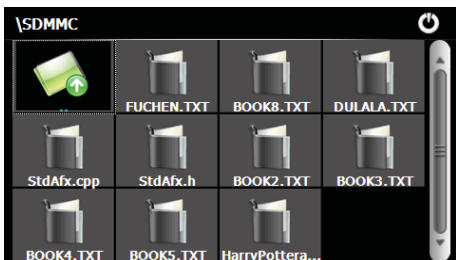 \SDMMC
..
FUCHEN.TXT
BOOK8.TXT
DULALA.TXT
StdAfx.cpp
StdAfx.h
BOOK2.TXT
BOOK3.TXT
BOOK4.TXT
BOOK5.TXT
HarryPottera...